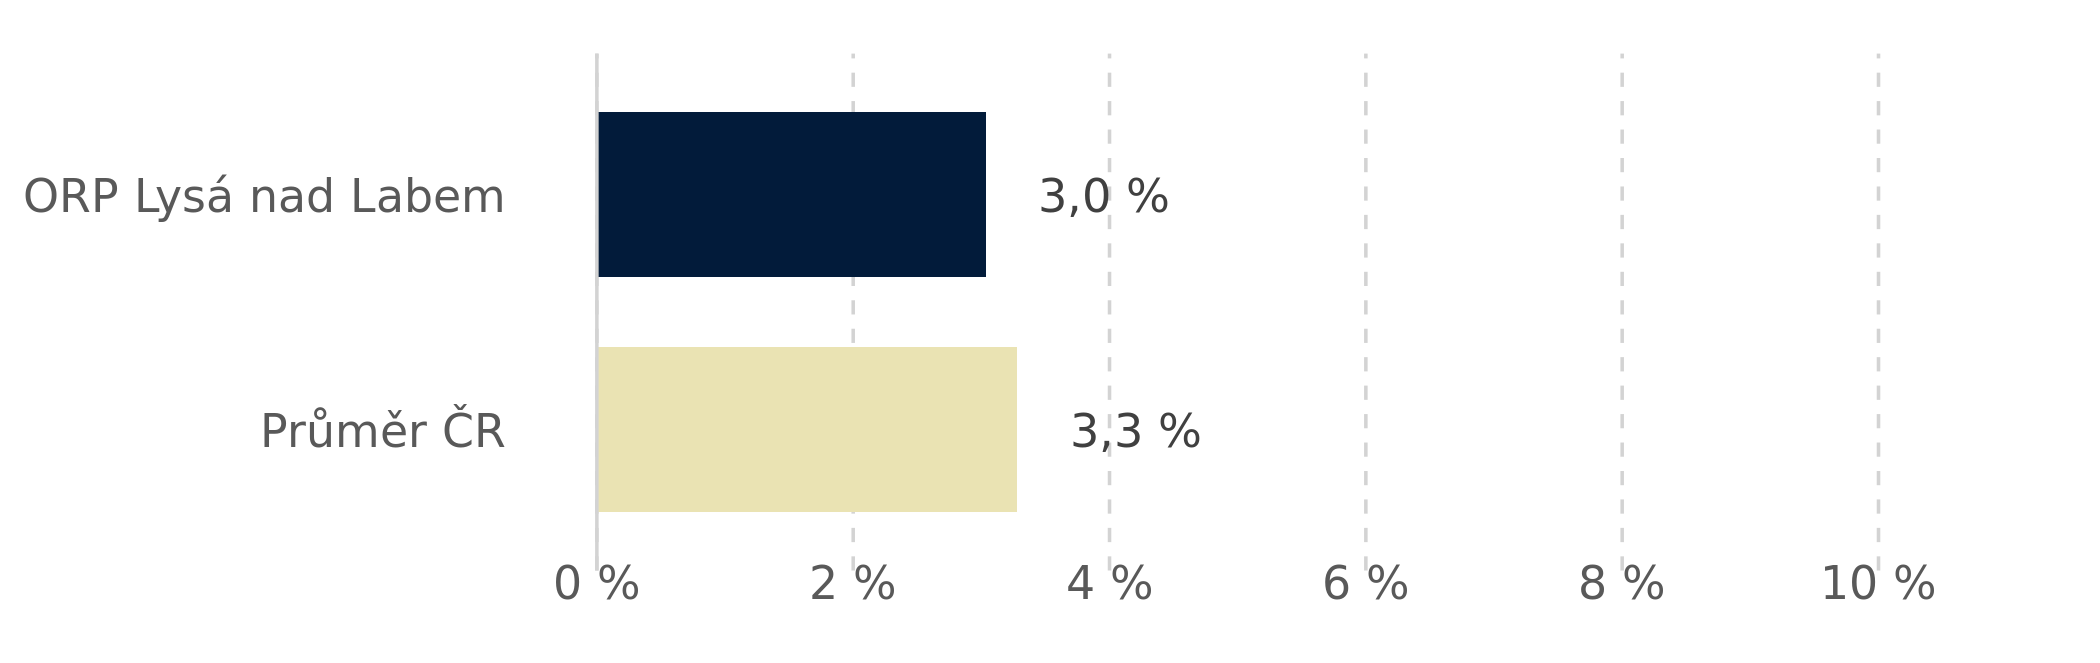 ORP Lysá nad Labem
3,0 %
Průměr ČR
3,3 %
0 % 2 % 4 % 6 % 8 % 10 %